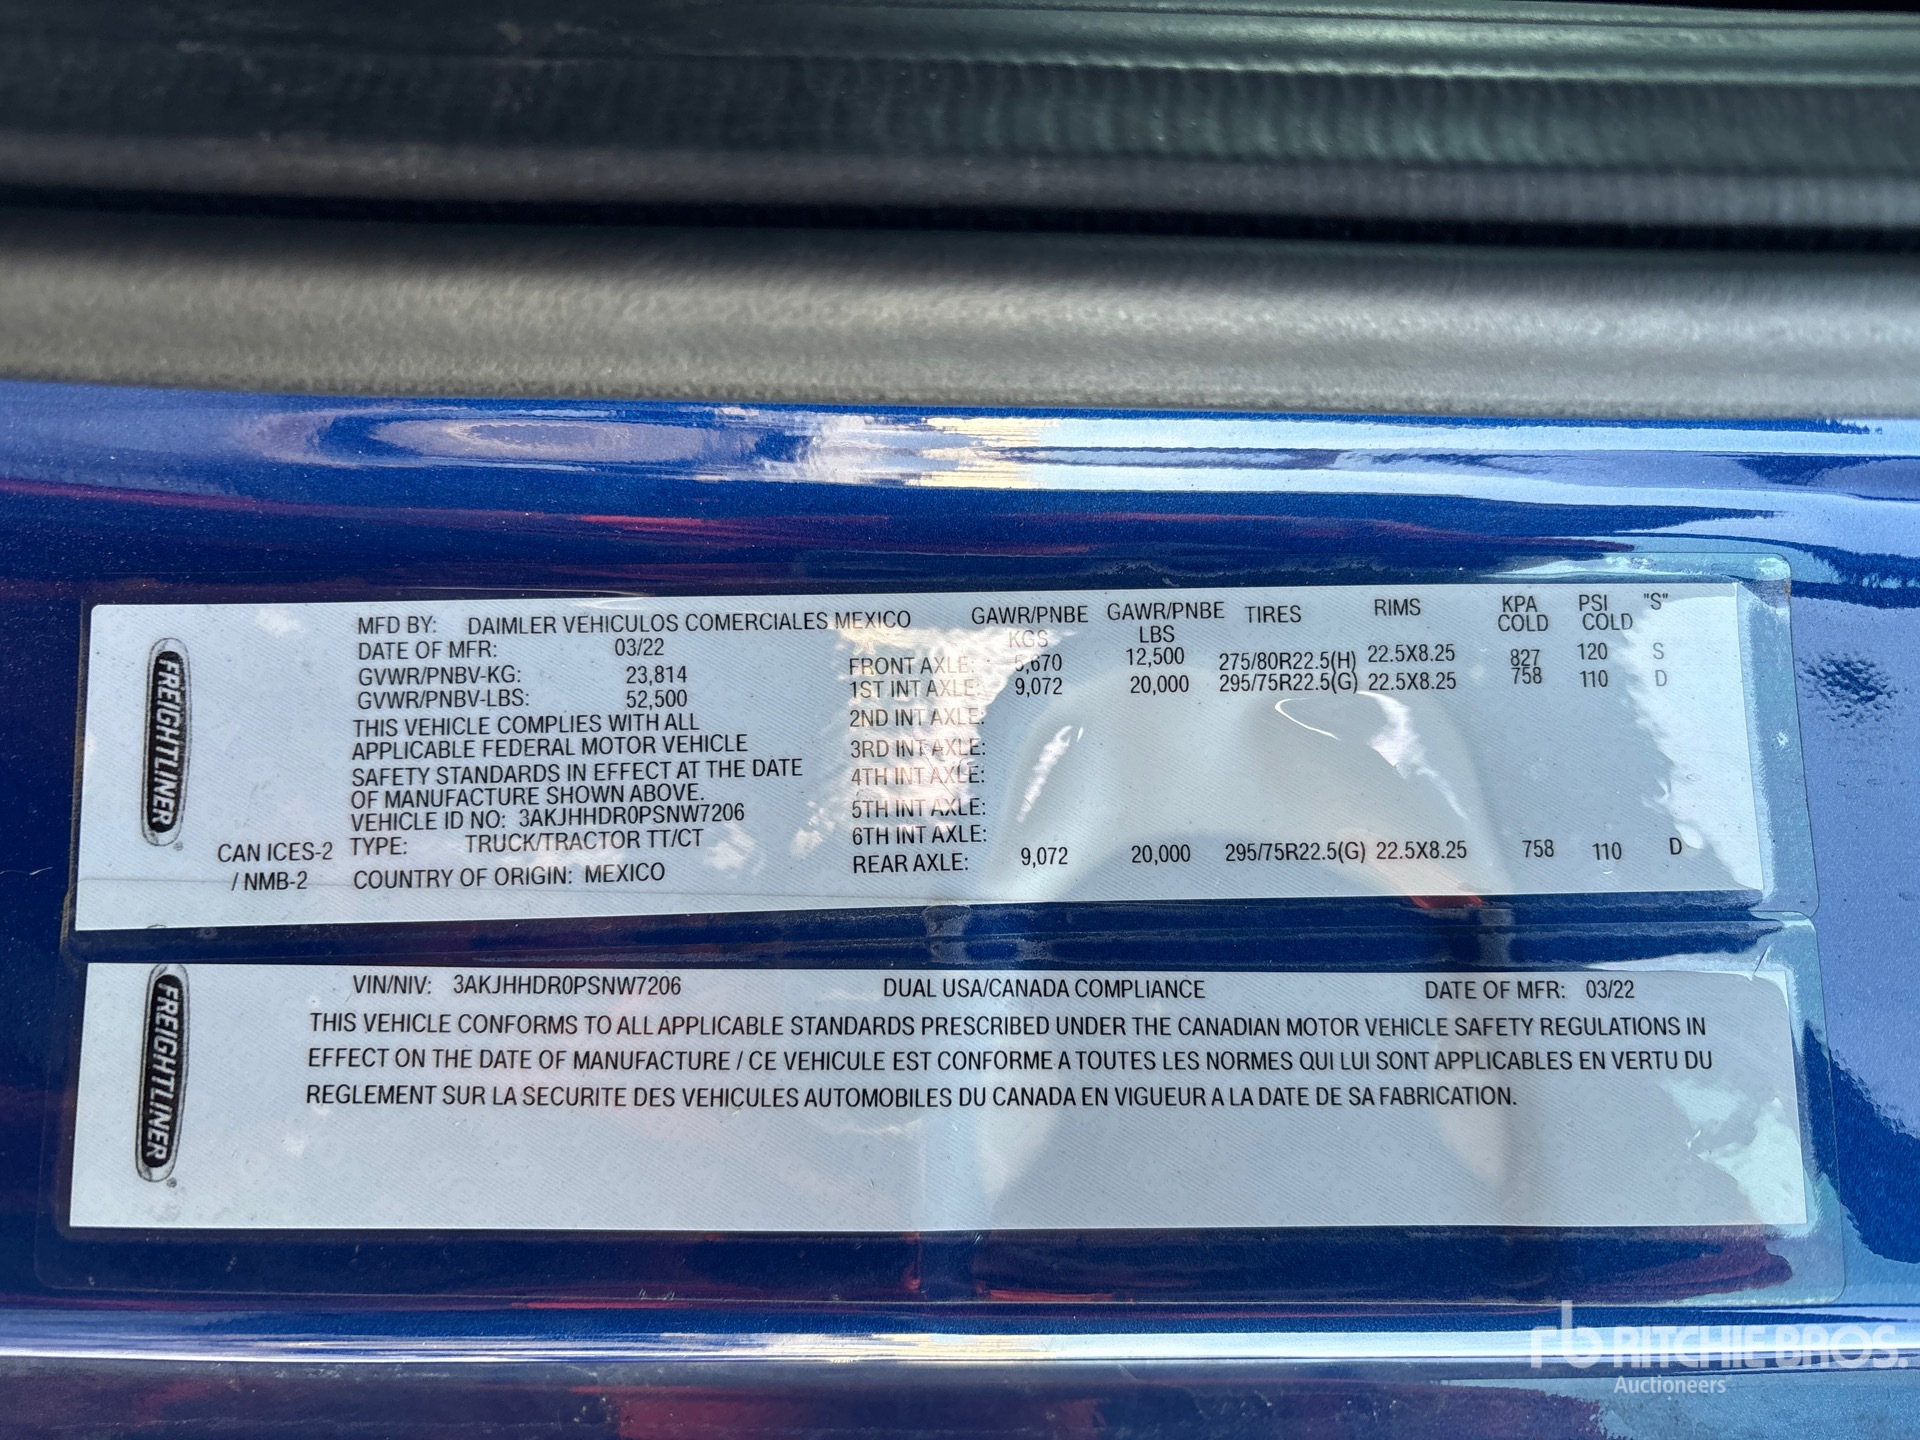 FREIGHTLINER
CAN ICES-2
/ NMB-2
MFD BY: DAIMLER VEHICULOS COMERCIALES MEXICO
DATE OF MFR: 03/22
GVWR/PNBV-KG: 23,814
GVWR/PNBV-LBS: 52,500
THIS VEHICLE COMPLIES WITH ALL
APPLICABLE FEDERAL MOTOR VEHICLE
SAFETY STANDARDS IN EFFECT AT THE DATE
OF MANUFACTURE SHOWN ABOVE.
VEHICLE ID NO: 3AKJHHDR0PSNW7206
TYPE: TRUCK/TRACTOR TT/CT
COUNTRY OF ORIGIN: MEXICO
GAWR/PNBE KGS GAWR/PNBE LBS TIRES RIMS KPA COLD PSI COLD "S"
FRONT AXLE: 5,670 12,500 275/80R22.5(H) 22.5X8.25 827 120 S
1ST INT AXLE: 9,072 20,000 295/75R22.5(G) 22.5X8.25 758 110 D
2ND INT AXLE:
3RD INT AXLE:
4TH INT AXLE:
5TH INT AXLE:
6TH INT AXLE:
REAR AXLE: 9,072 20,000 295/75R22.5(G) 22.5X8.25 758 110 D
FREIGHTLINER
VIN/NIV: 3AKJHHDR0PSNW7206 DUAL USA/CANADA COMPLIANCE DATE OF MFR: 03/22
THIS VEHICLE CONFORMS TO ALL APPLICABLE STANDARDS PRESCRIBED UNDER THE CANADIAN MOTOR VEHICLE SAFETY REGULATIONS IN
EFFECT ON THE DATE OF MANUFACTURE / CE VEHICULE EST CONFORME A TOUTES LES NORMES QUI LUI SONT APPLICABLES EN VERTU DU
REGLEMENT SUR LA SECURITE DES VEHICULES AUTOMOBILES DU CANADA EN VIGUEUR A LA DATE DE SA FABRICATION.
rb RITCHIE BROS.
Auctioneers